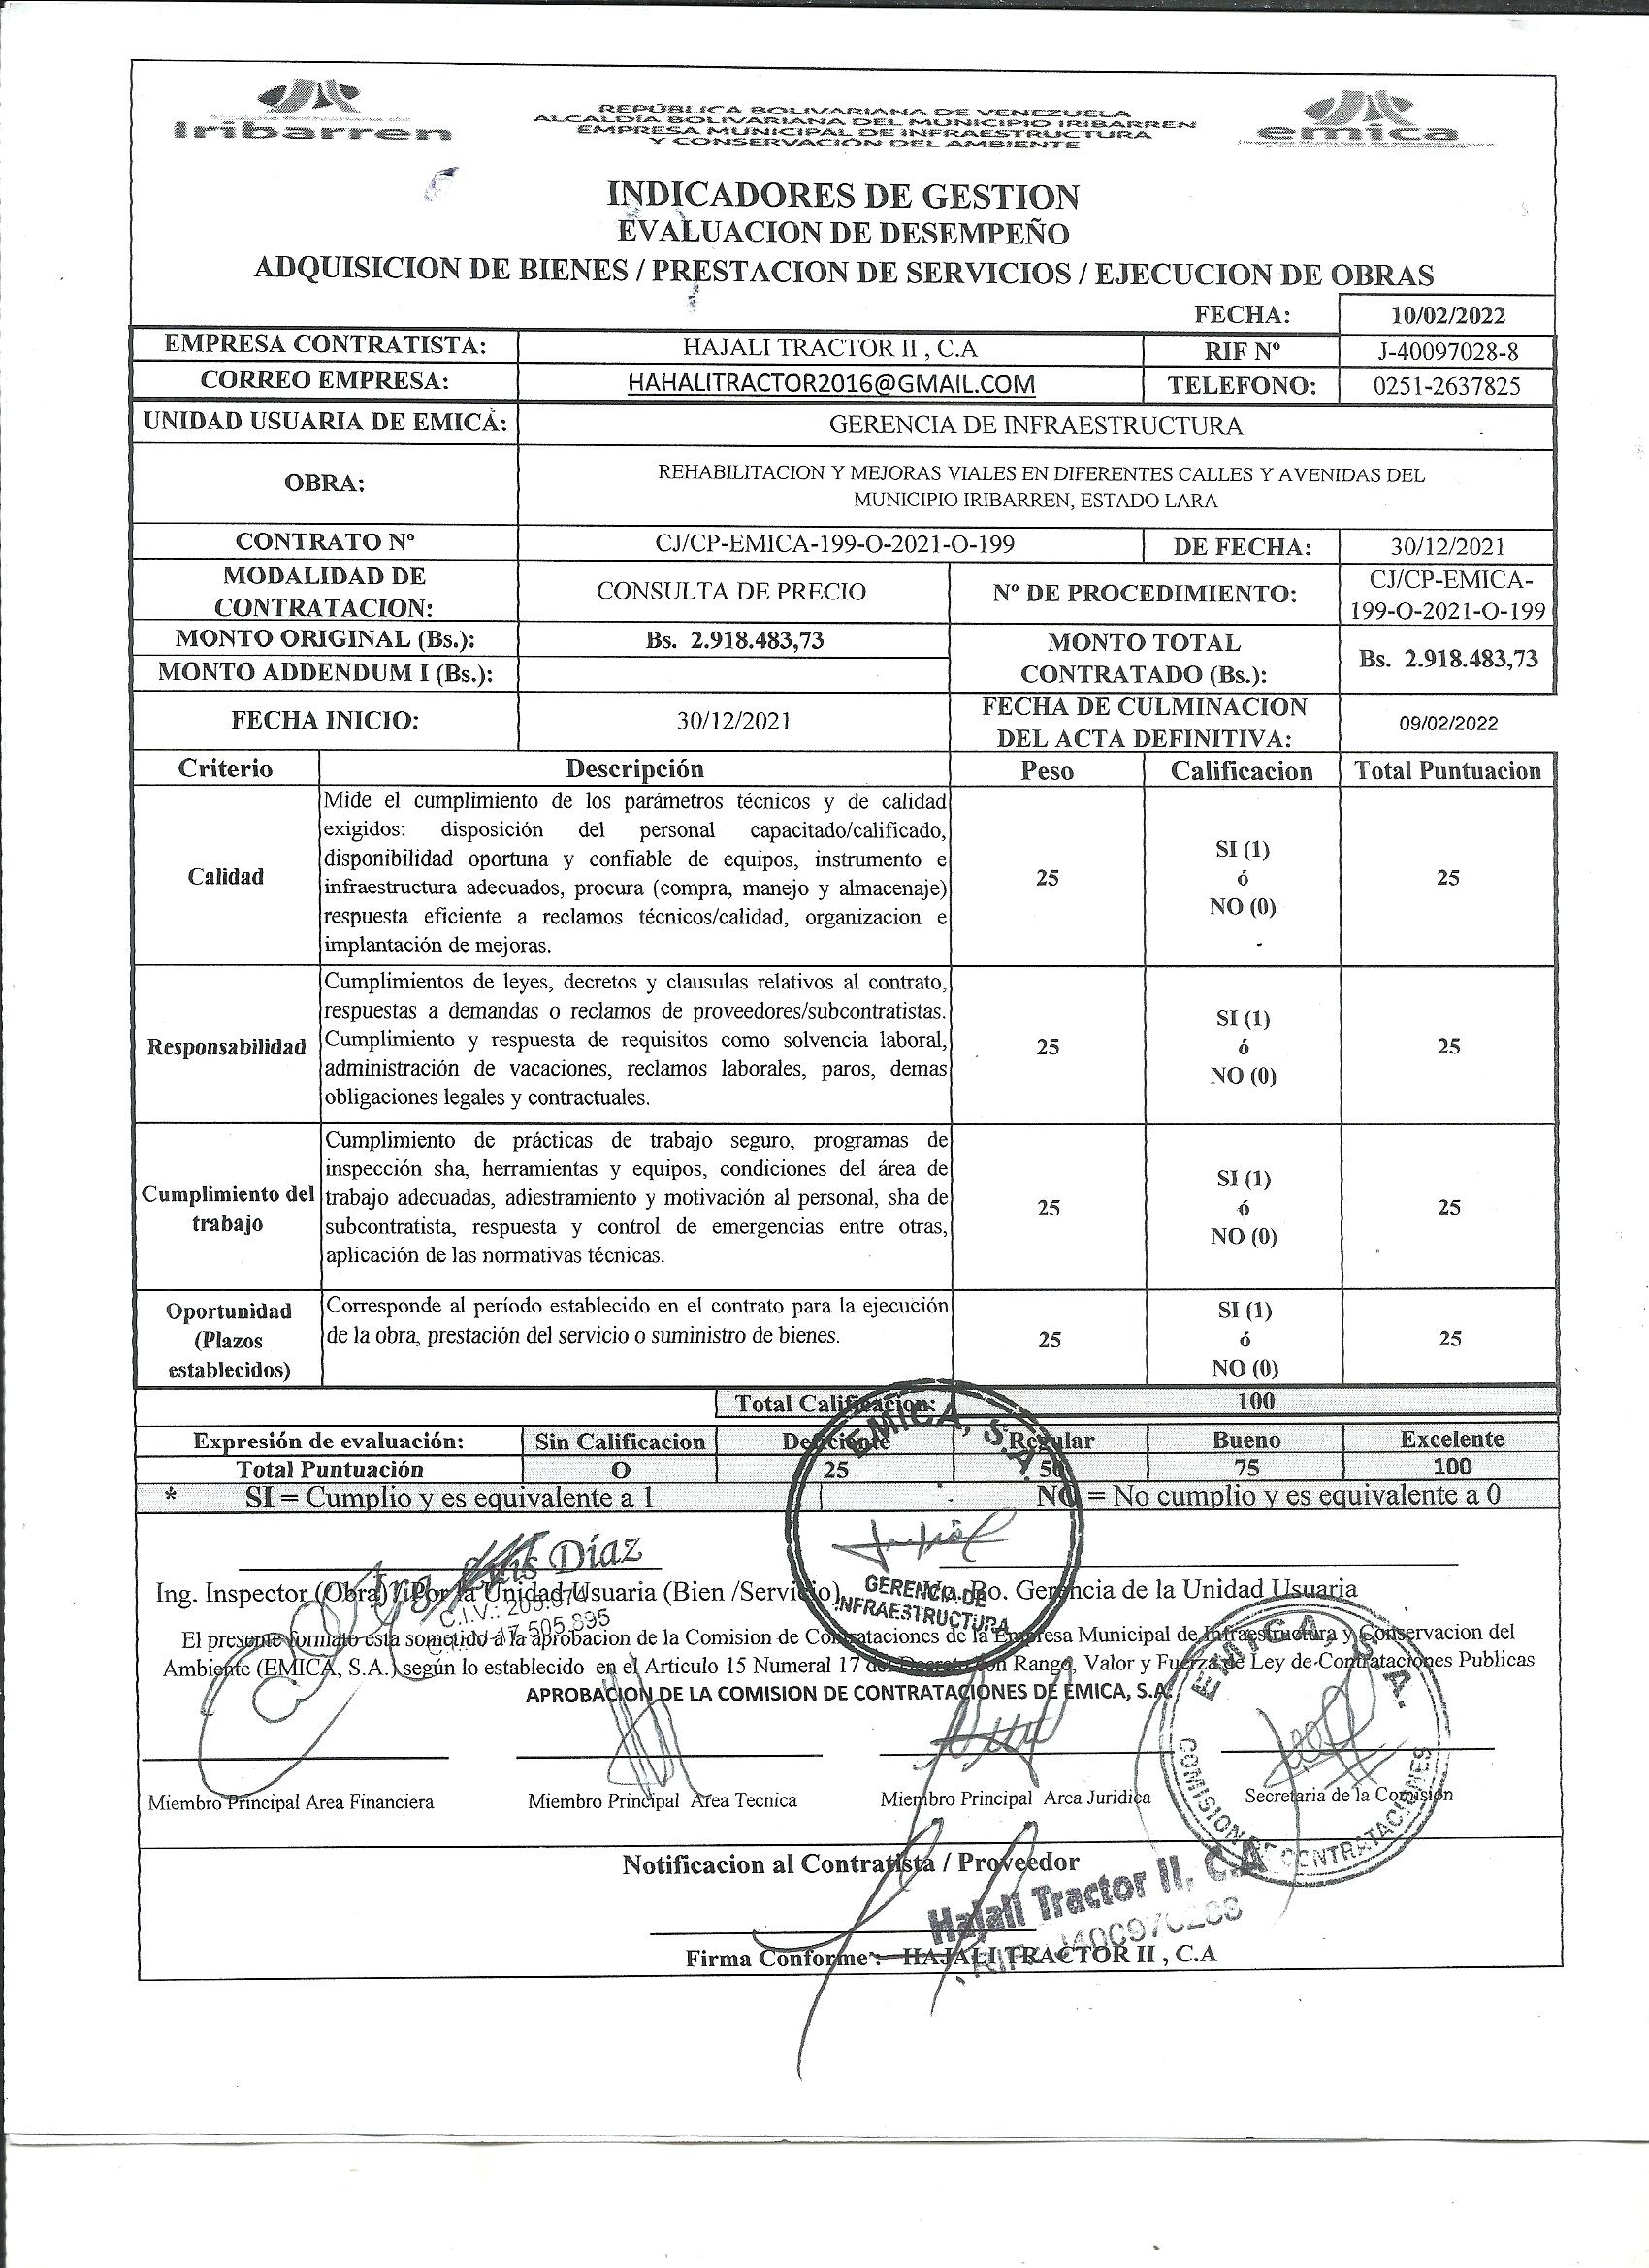 Iribarren
REPÚBLICA BOLIVARIANA DE VENEZUELA
ALCALDÍA BOLIVARIANA DEL MUNICIPIO IRIBARREN
EMPRESA MUNICIPAL DE INFRAESTRUCTURA
Y CONSERVACIÓN DEL AMBIENTE
emica
INDICADORES DE GESTION
EVALUACION DE DESEMPEÑO
ADQUISICION DE BIENES / PRESTACION DE SERVICIOS / EJECUCION DE OBRAS
FECHA: 10/02/2022
EMPRESA CONTRATISTA: HAJALI TRACTOR II , C.A RIF Nº J-40097028-8
CORREO EMPRESA: HAHALITRACTOR2016@GMAIL.COM TELEFONO: 0251-2637825
UNIDAD USUARIA DE EMICA: GERENCIA DE INFRAESTRUCTURA
OBRA: REHABILITACION Y MEJORAS VIALES EN DIFERENTES CALLES Y AVENIDAS DEL
MUNICIPIO IRIBARREN, ESTADO LARA
CONTRATO Nº CJ/CP-EMICA-199-O-2021-O-199 DE FECHA: 30/12/2021
MODALIDAD DE
CONTRATACION: CONSULTA DE PRECIO Nº DE PROCEDIMIENTO: CJ/CP-EMICA-
199-O-2021-O-199
MONTO ORIGINAL (Bs.): Bs. 2.918.483,73 MONTO TOTAL
CONTRATADO (Bs.): Bs. 2.918.483,73
MONTO ADDENDUM I (Bs.):
FECHA INICIO: 30/12/2021 FECHA DE CULMINACION
DEL ACTA DEFINITIVA: 09/02/2022
Criterio Descripción Peso Calificacion Total Puntuacion
Calidad
Mide el cumplimiento de los parámetros técnicos y de calidad
exigidos: disposición del personal capacitado/calificado,
disponibilidad oportuna y confiable de equipos, instrumento e
infraestructura adecuados, procura (compra, manejo y almacenaje)
respuesta eficiente a reclamos técnicos/calidad, organizacion e
implantación de mejoras.
25
SI (1)
ó
NO (0)
25
Responsabilidad
Cumplimientos de leyes, decretos y clausulas relativos al contrato,
respuestas a demandas o reclamos de proveedores/subcontratistas.
Cumplimiento y respuesta de requisitos como solvencia laboral,
administración de vacaciones, reclamos laborales, paros, demas
obligaciones legales y contractuales.
25
SI (1)
ó
NO (0)
25
Cumplimiento del
trabajo
Cumplimiento de prácticas de trabajo seguro, programas de
inspección sha, herramientas y equipos, condiciones del área de
trabajo adecuadas, adiestramiento y motivación al personal, sha de
subcontratista, respuesta y control de emergencias entre otras,
aplicación de las normativas técnicas.
25
SI (1)
ó
NO (0)
25
Oportunidad
(Plazos
establecidos)
Corresponde al período establecido en el contrato para la ejecución
de la obra, prestación del servicio o suministro de bienes.
25
SI (1)
ó
NO (0)
25
Total Calificacion: 100
Expresión de evaluación: Sin Calificacion Deficiente Regular Bueno Excelente
Total Puntuación O 25 50 75 100
* SI = Cumplio y es equivalente a 1 NO = No cumplio y es equivalente a 0
EMICA, S.A.
GERENCIA DE
INFRAESTRUCTURA
Ing. Luis Díaz
Ing. Inspector (Obra) / Por la Unidad Usuaria (Bien /Servicio) Vo. Bo. Gerencia de la Unidad Usuaria
El presente formato esta sometido a la aprobacion de la Comision de Contrataciones de la Empresa Municipal de Infraestructura y Conservacion del
Ambiente (EMICA, S.A.) según lo establecido en el Articulo 15 Numeral 17 del Decreto con Rango, Valor y Fuerza de Ley de Contrataciones Publicas
APROBACION DE LA COMISION DE CONTRATACIONES DE EMICA, S.A.
EMICA, S.A.
COMISION DE CONTRATACIONES
Miembro Principal Area Financiera Miembro Principal Area Tecnica Miembro Principal Area Juridica Secretaria de la Comisión
Notificacion al Contratista / Proveedor
Hajali Tractor II, C.A
Firma Conforme : HAJALI TRACTOR II , C.A